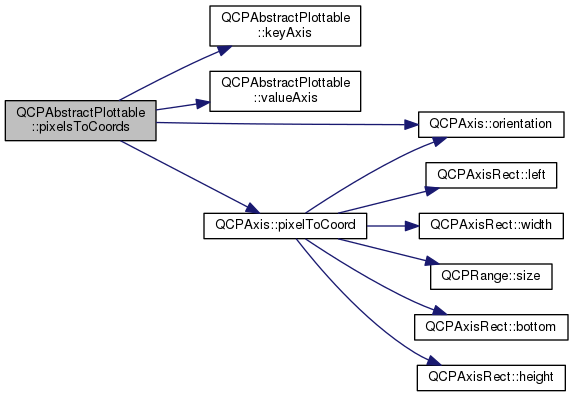 QCPAbstractPlottable
::pixelsToCoords
QCPAbstractPlottable
::keyAxis
QCPAbstractPlottable
::valueAxis
QCPAxis::orientation
QCPAxis::pixelToCoord
QCPAxisRect::left
QCPAxisRect::width
QCPRange::size
QCPAxisRect::bottom
QCPAxisRect::height